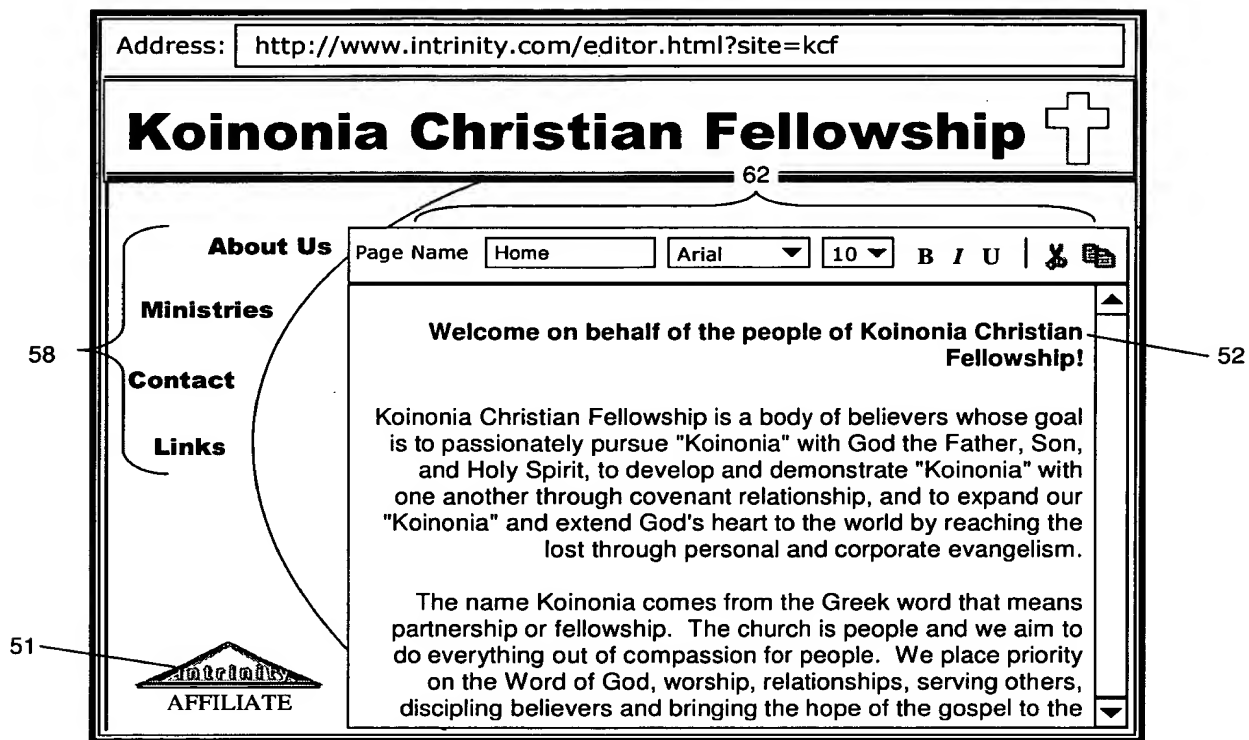 Address: http://www.intrinity.com/editor.html?site=kcf
Koinonia Christian Fellowship
62
About Us
Page Name Home Arial 10 B I U
Ministries
58
Contact
Links
Welcome on behalf of the people of Koinonia Christian
Fellowship!
52
Koinonia Christian Fellowship is a body of believers whose goal
is to passionately pursue "Koinonia" with God the Father, Son,
and Holy Spirit, to develop and demonstrate "Koinonia" with
one another through covenant relationship, and to expand our
"Koinonia" and extend God's heart to the world by reaching the
lost through personal and corporate evangelism.
The name Koinonia comes from the Greek word that means
partnership or fellowship. The church is people and we aim to
do everything out of compassion for people. We place priority
on the Word of God, worship, relationships, serving others,
discipling believers and bringing the hope of the gospel to the
51
Intrinity
AFFILIATE